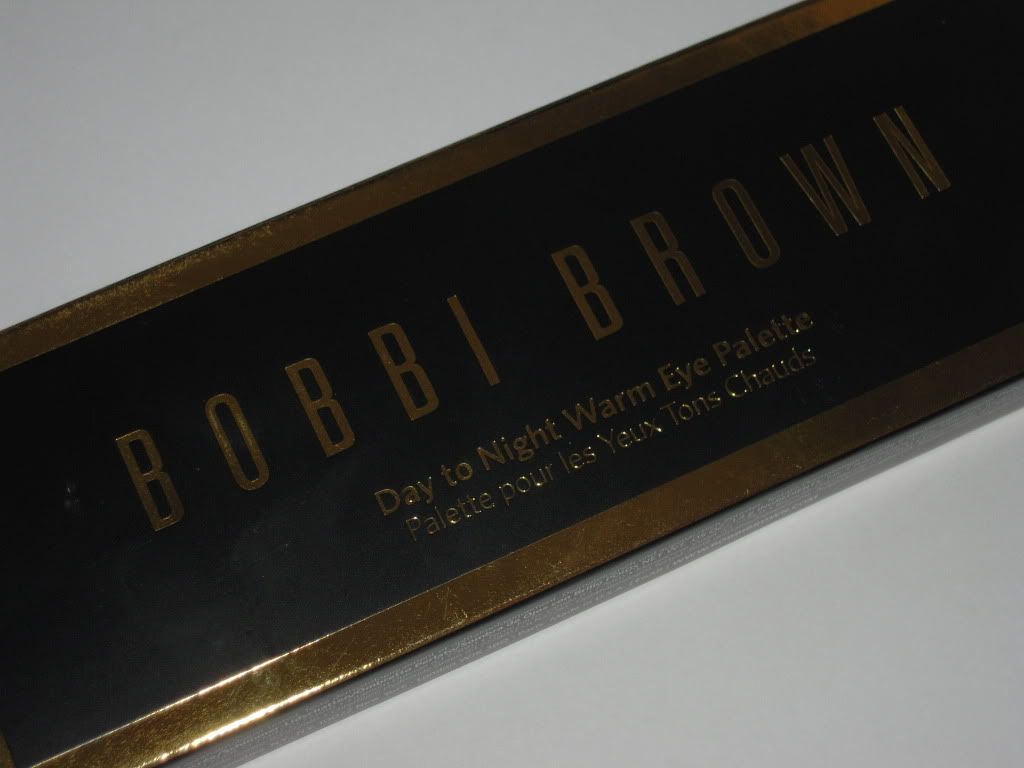 BOBBI BROWN
Day to Night Warm Eye Palette
Palette pour les Yeux Tons Chauds